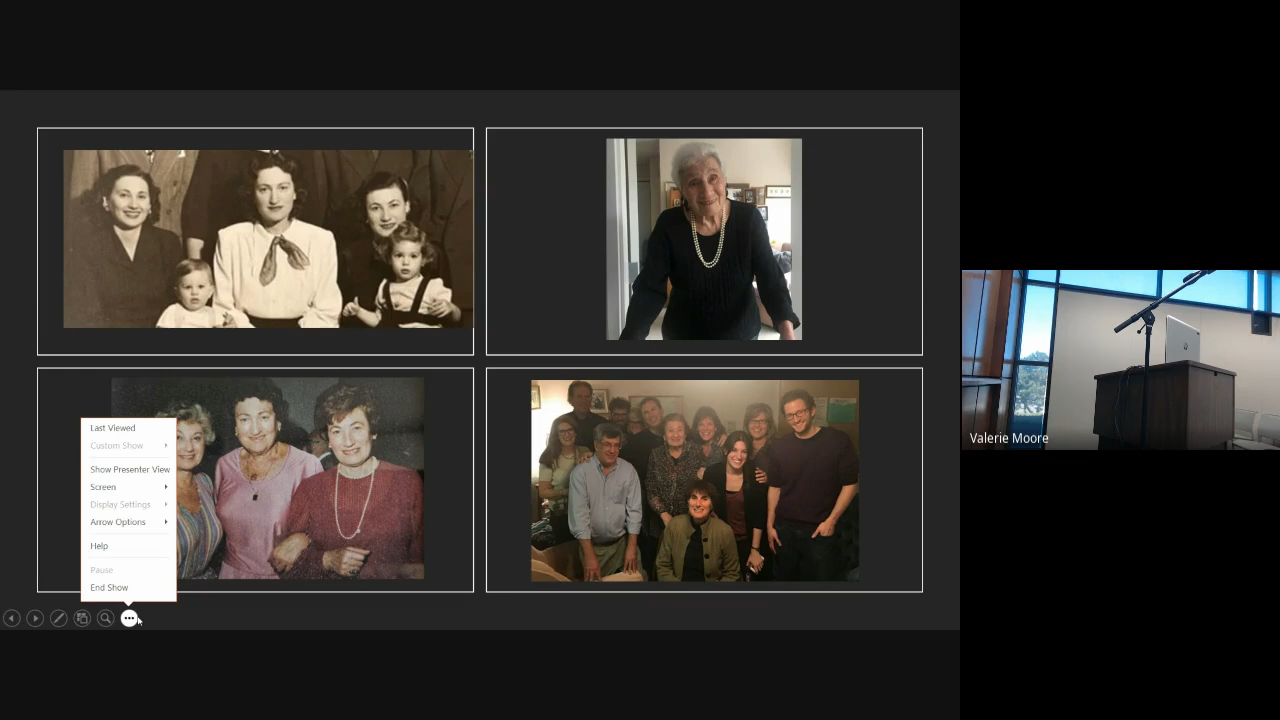 Last Viewed
Custom Show
Show Presenter View
Screen
Display Settings
Arrow Options
Help
Pause
End Show
Valerie Moore